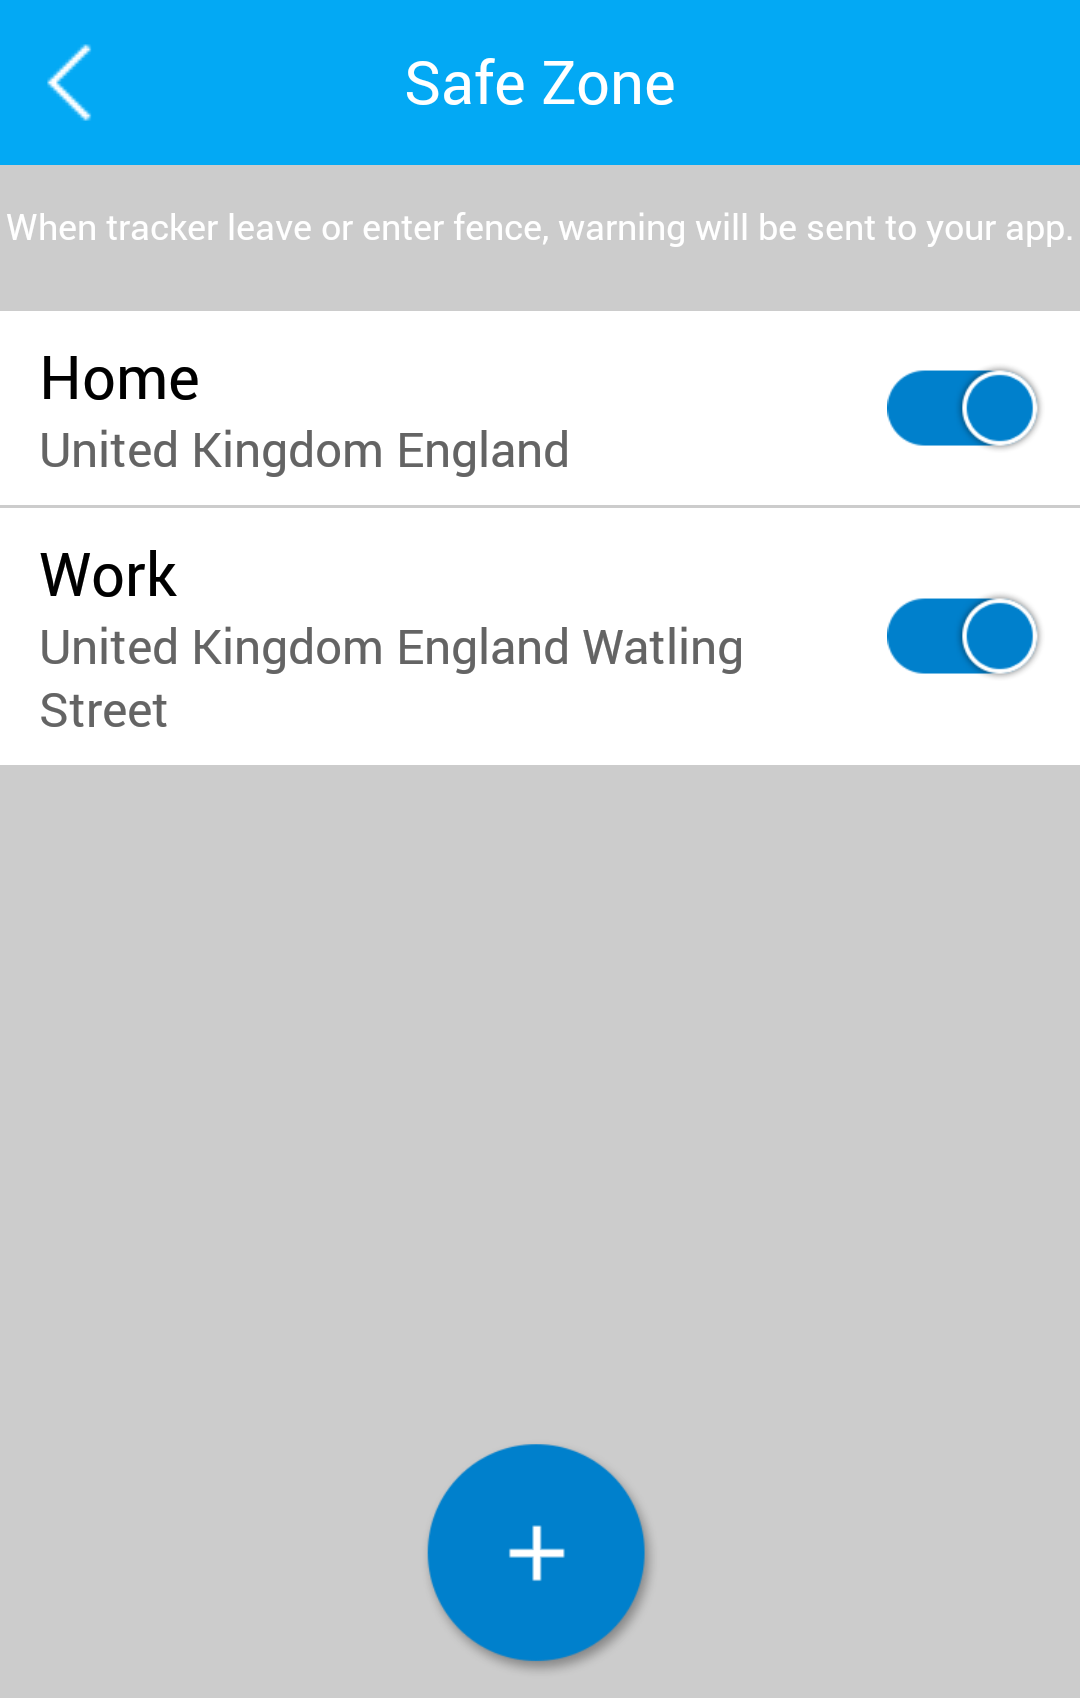 Safe Zone
When tracker leave or enter fence, warning will be sent to your app.
Home
United Kingdom England
Work
United Kingdom England Watling
Street